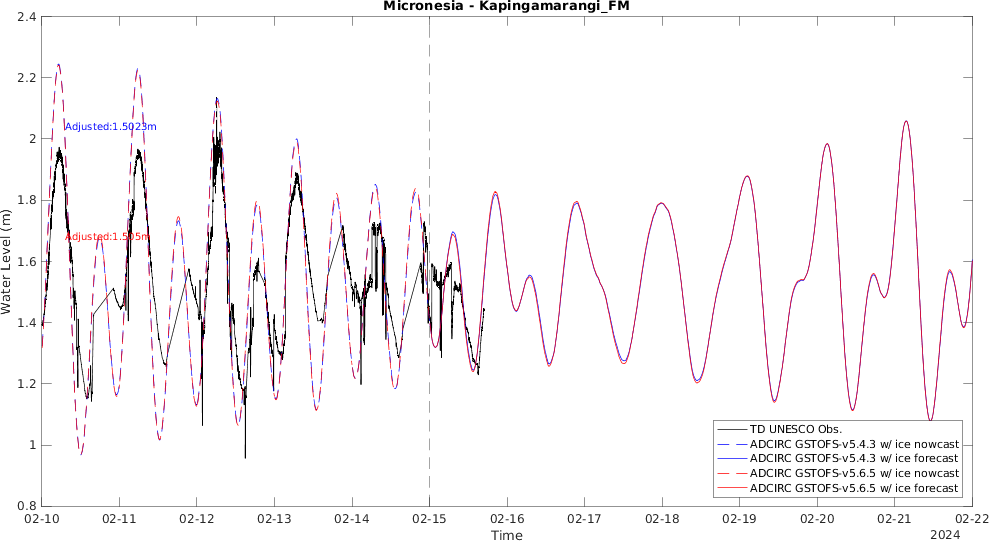 Micronesia - Kapingamarangi_FM
2.4
2.2
2
1.8
1.6
1.4
1.2
1
0.8
Water Level (m)
Adjusted:1.5023m
Adjusted:1.505m
TD UNESCO Obs.
ADCIRC GSTOFS-v5.4.3 w/ ice nowcast
ADCIRC GSTOFS-v5.4.3 w/ ice forecast
ADCIRC GSTOFS-v5.6.5 w/ ice nowcast
ADCIRC GSTOFS-v5.6.5 w/ ice forecast
02-10 02-11 02-12 02-13 02-14 02-15 02-16 02-17 02-18 02-19 02-20 02-21 02-22
Time
2024